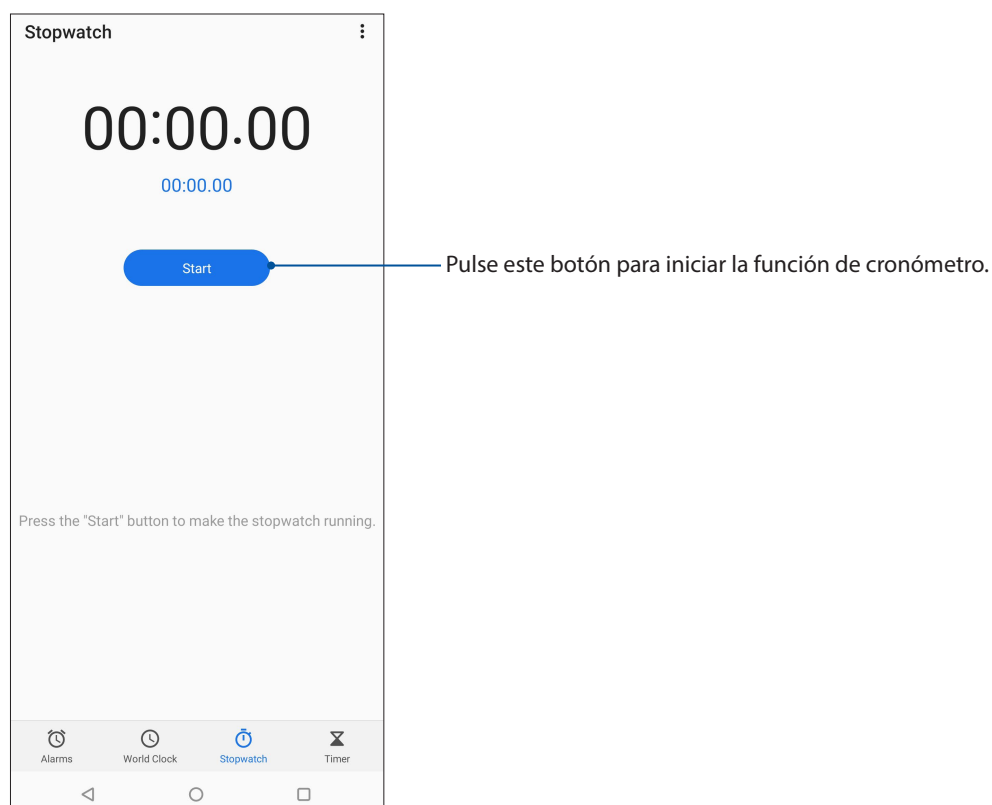 Stopwatch
00:00.00
00:00.00
Start
Pulse este botón para iniciar la función de cronómetro.
Press the "Start" button to make the stopwatch running.
Alarms
World Clock
Stopwatch
Timer